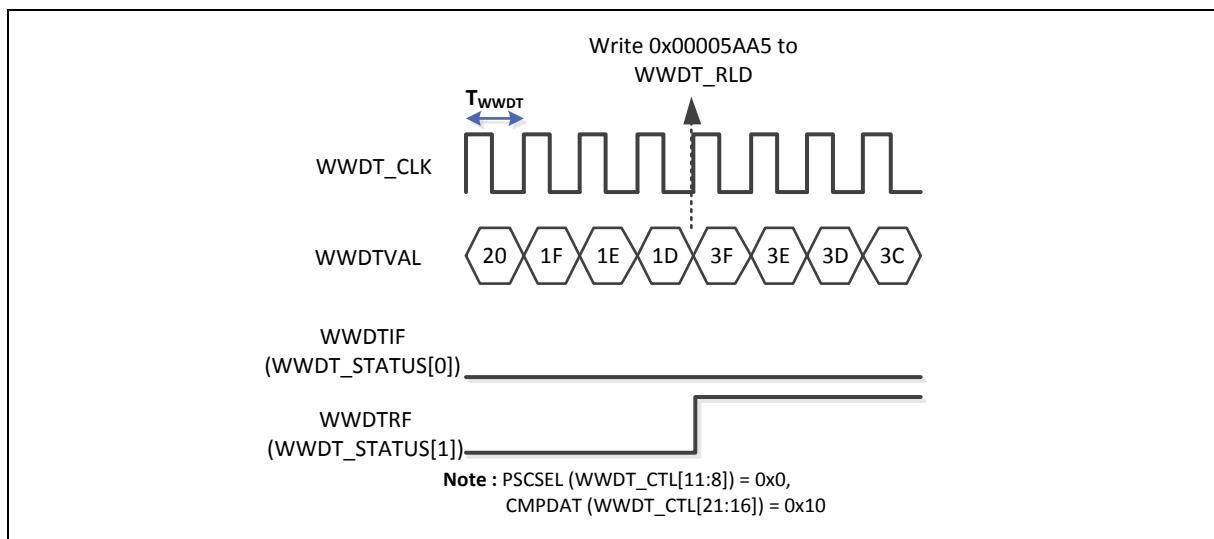 Write 0x00005AA5 to
WWDT_RLD
TWWDT
WWDT_CLK
WWDTVAL
20 1F 1E 1D 3F 3E 3D 3C
WWDTIF
(WWDT_STATUS[0])
WWDTRF
(WWDT_STATUS[1])
Note : PSCSEL (WWDT_CTL[11:8]) = 0x0,
CMPDAT (WWDT_CTL[21:16]) = 0x10